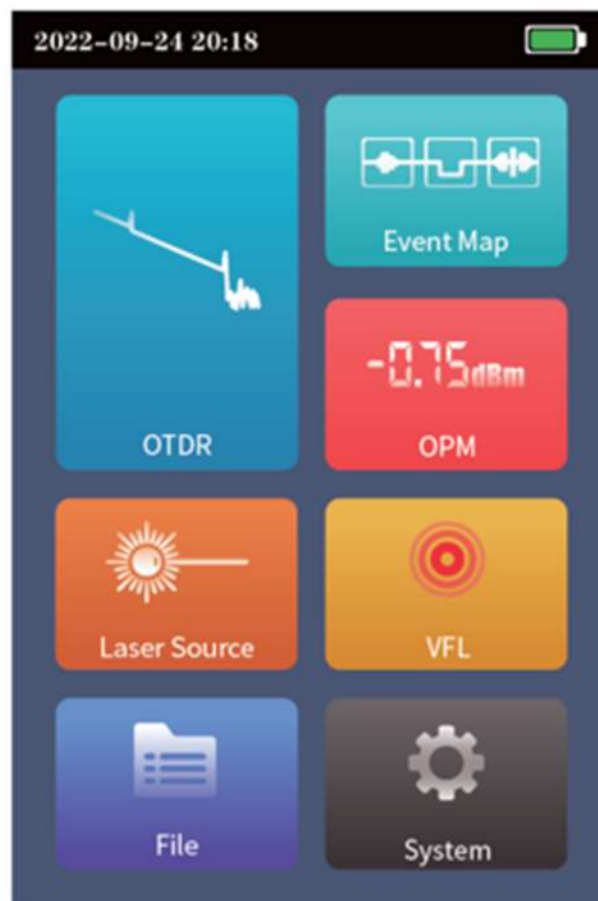 2022-09-24 20:18
Event Map
-0.75dBm
OTDR
OPM
Laser Source
VFL
File
System